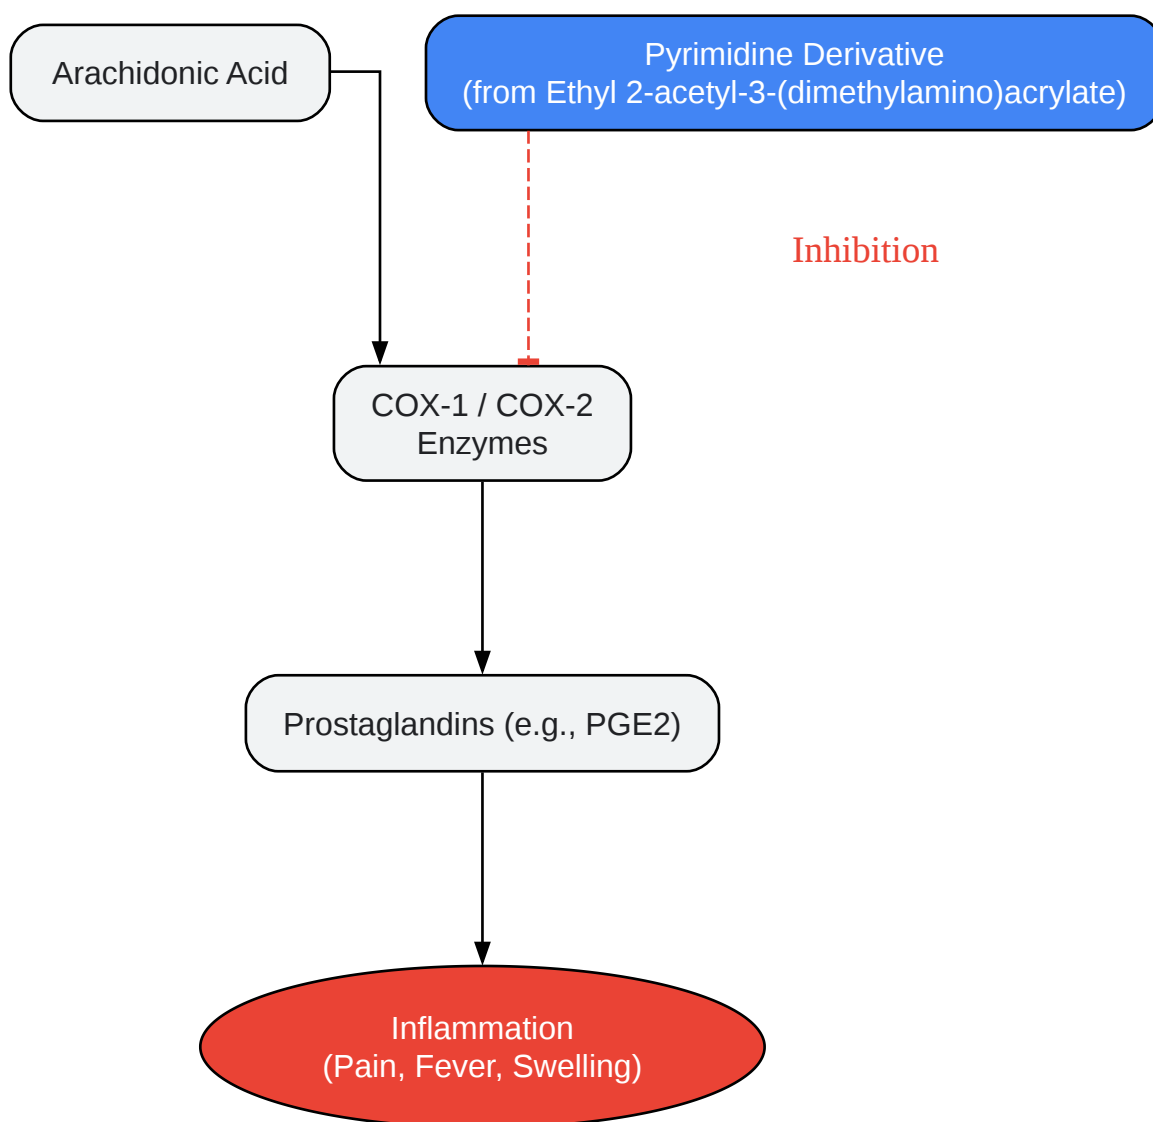 Arachidonic Acid
Pyrimidine Derivative
(from Ethyl 2-acetyl-3-(dimethylamino)acrylate)
Inhibition
COX-1 / COX-2
Enzymes
Prostaglandins (e.g., PGE2)
Inflammation
(Pain, Fever, Swelling)